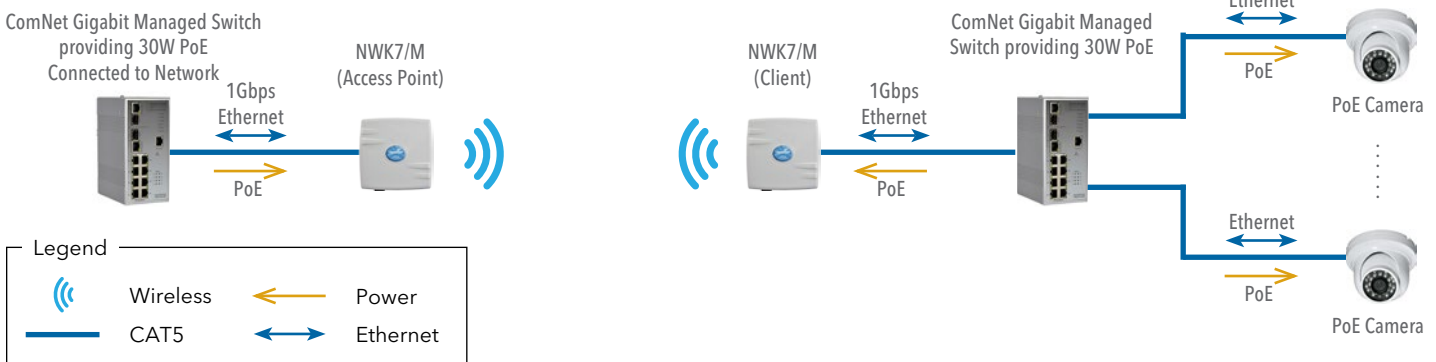 ComNet Gigabit Managed Switch
providing 30W PoE
Connected to Network
1Gbps
Ethernet
PoE
NWK7/M
(Access Point)
NWK7/M
(Client)
1Gbps
Ethernet
PoE
ComNet Gigabit Managed
Switch providing 30W PoE
Ethernet
PoE
PoE Camera
Ethernet
PoE
PoE Camera
Legend
Wireless
Power
CAT5
Ethernet